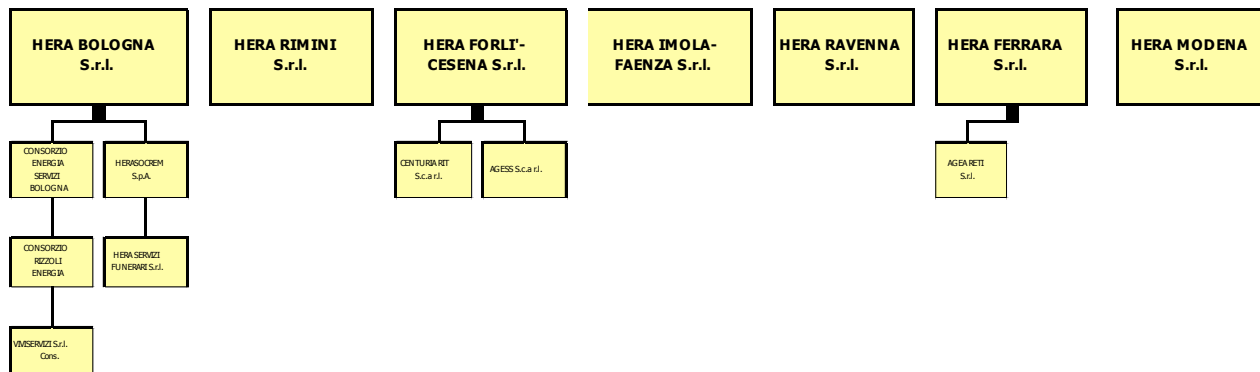 HERA BOLOGNA
S.r.l.
HERA RIMINI
S.r.l.
HERA FORLI'-
CESENA S.r.l.
HERA IMOLA-
FAENZA S.r.l.
HERA RAVENNA
S.r.l.
HERA FERRARA
S.r.l.
HERA MODENA
S.r.l.
CONSORZIO
ENERGIA
SERVIZI
BOLOGNA
HERASOCREM
S.p.A.
CENTURIA RIT
S.c.a r.l.
AGESS S.c.a r.l.
AGEA RETI
S.r.l.
CONSORZIO
RIZZOLI
ENERGIA
HERA SERVIZI
FUNERARI S.r.l.
VIVISERVIZI S.r.l.
Cons.